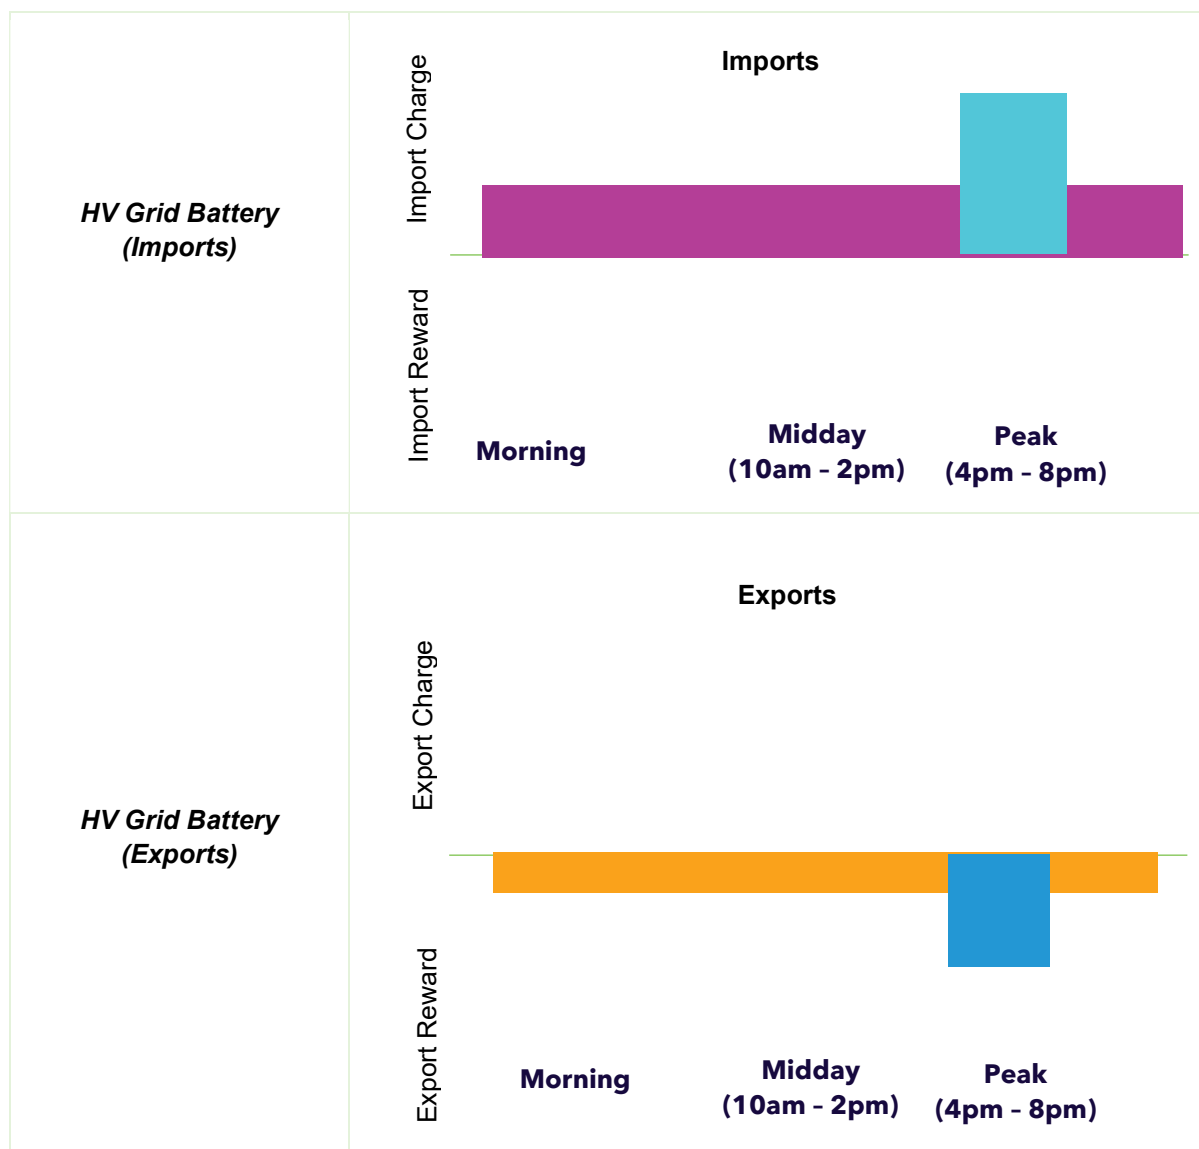 HV Grid Battery
(Imports)
Imports
Import Charge
Import Reward
Morning
Midday
(10am – 2pm)
Peak
(4pm – 8pm)
HV Grid Battery
(Exports)
Exports
Export Charge
Export Reward
Morning
Midday
(10am – 2pm)
Peak
(4pm – 8pm)